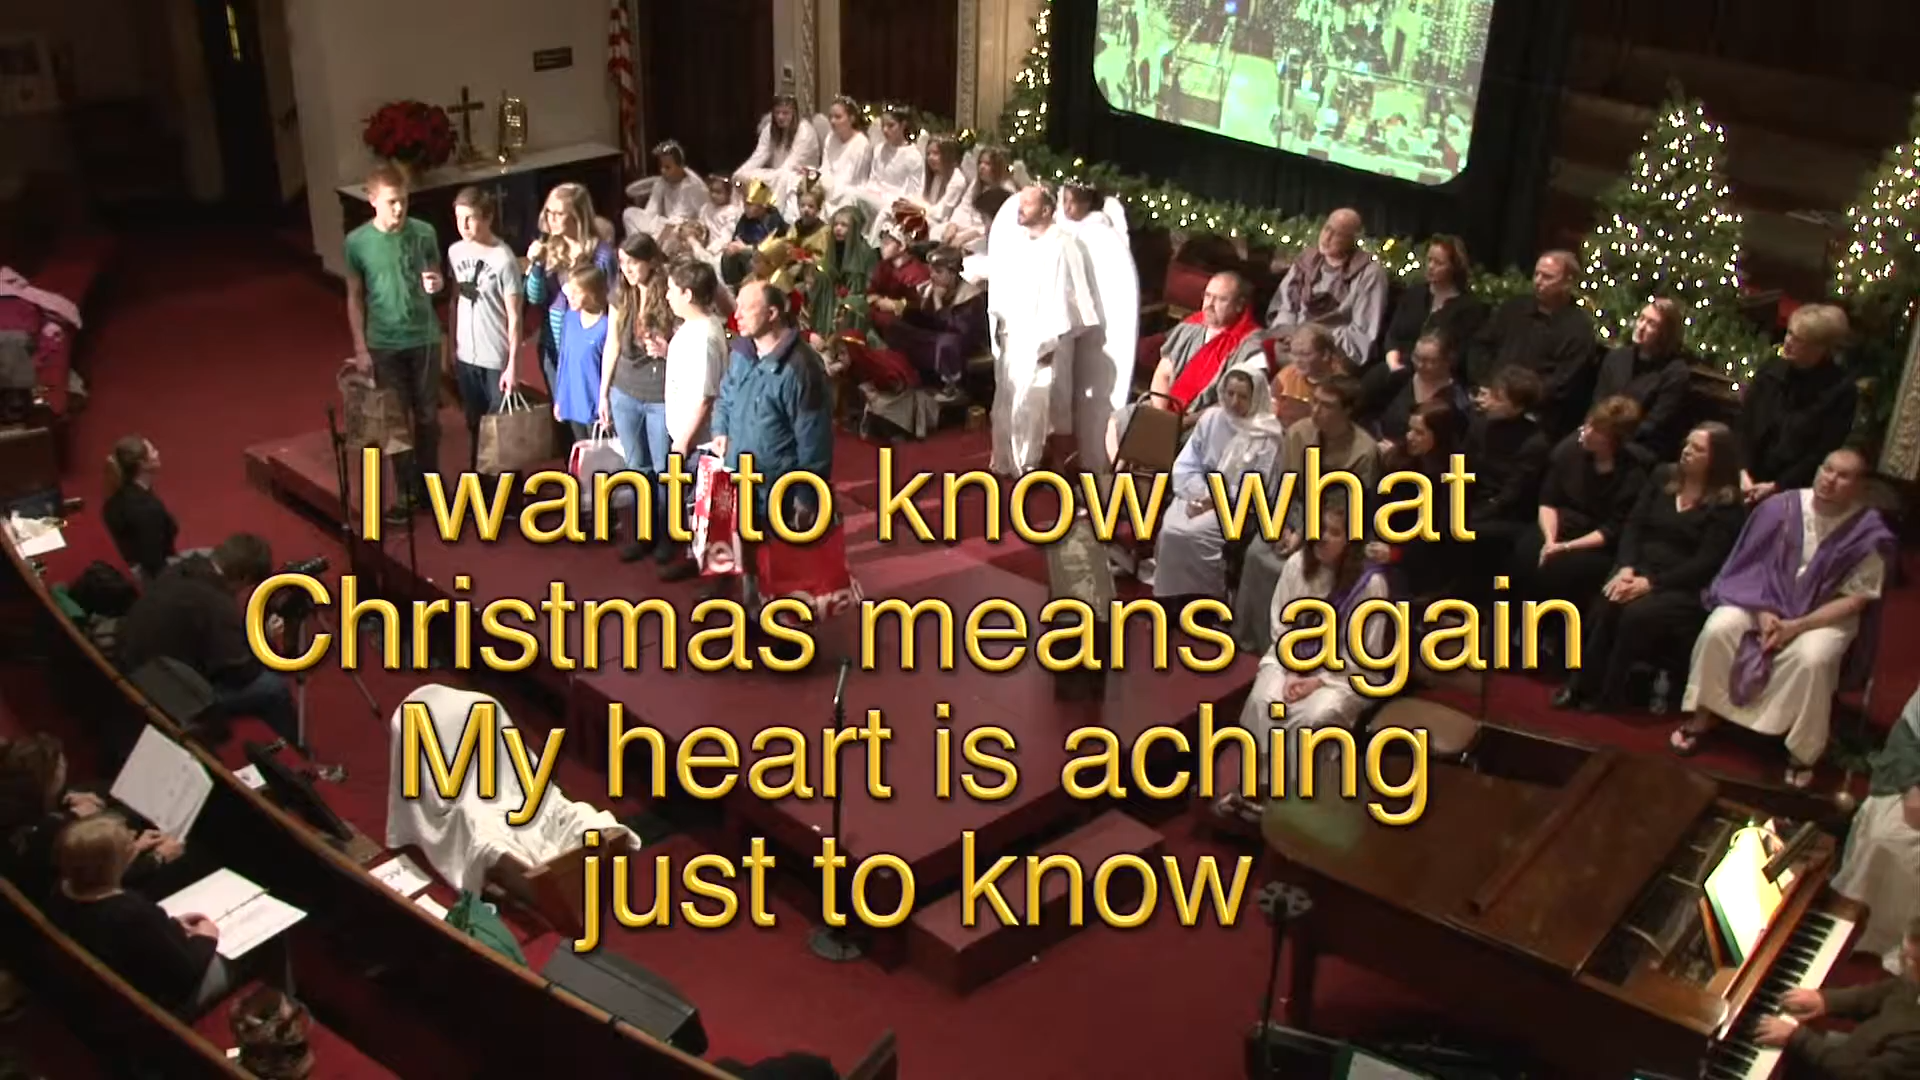 I want to know what
Christmas means again
My heart is aching
just to know